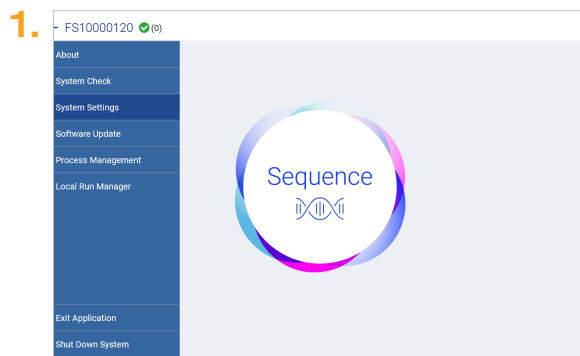 1.
- FS10000120 (0)
About
System Check
System Settings
Software Update
Process Management
Local Run Manager
Sequence
Exit Application
Shut Down System